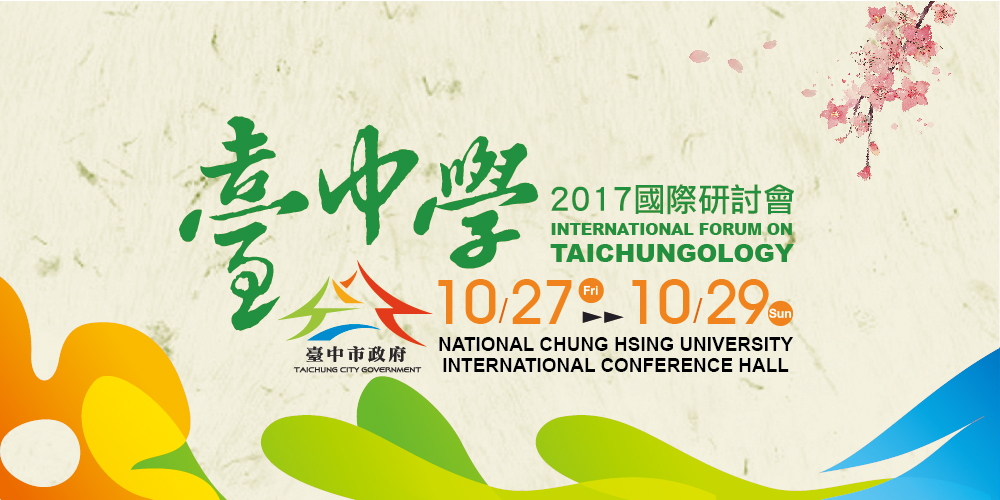 臺中學
2017國際研討會
INTERNATIONAL FORUM ON
TAICHUNGOLOGY
10/27 Fri ►► 10/29 Sun
NATIONAL CHUNG HSING UNIVERSITY
INTERNATIONAL CONFERENCE HALL
臺中市政府
TAICHUNG CITY GOVERNMENT